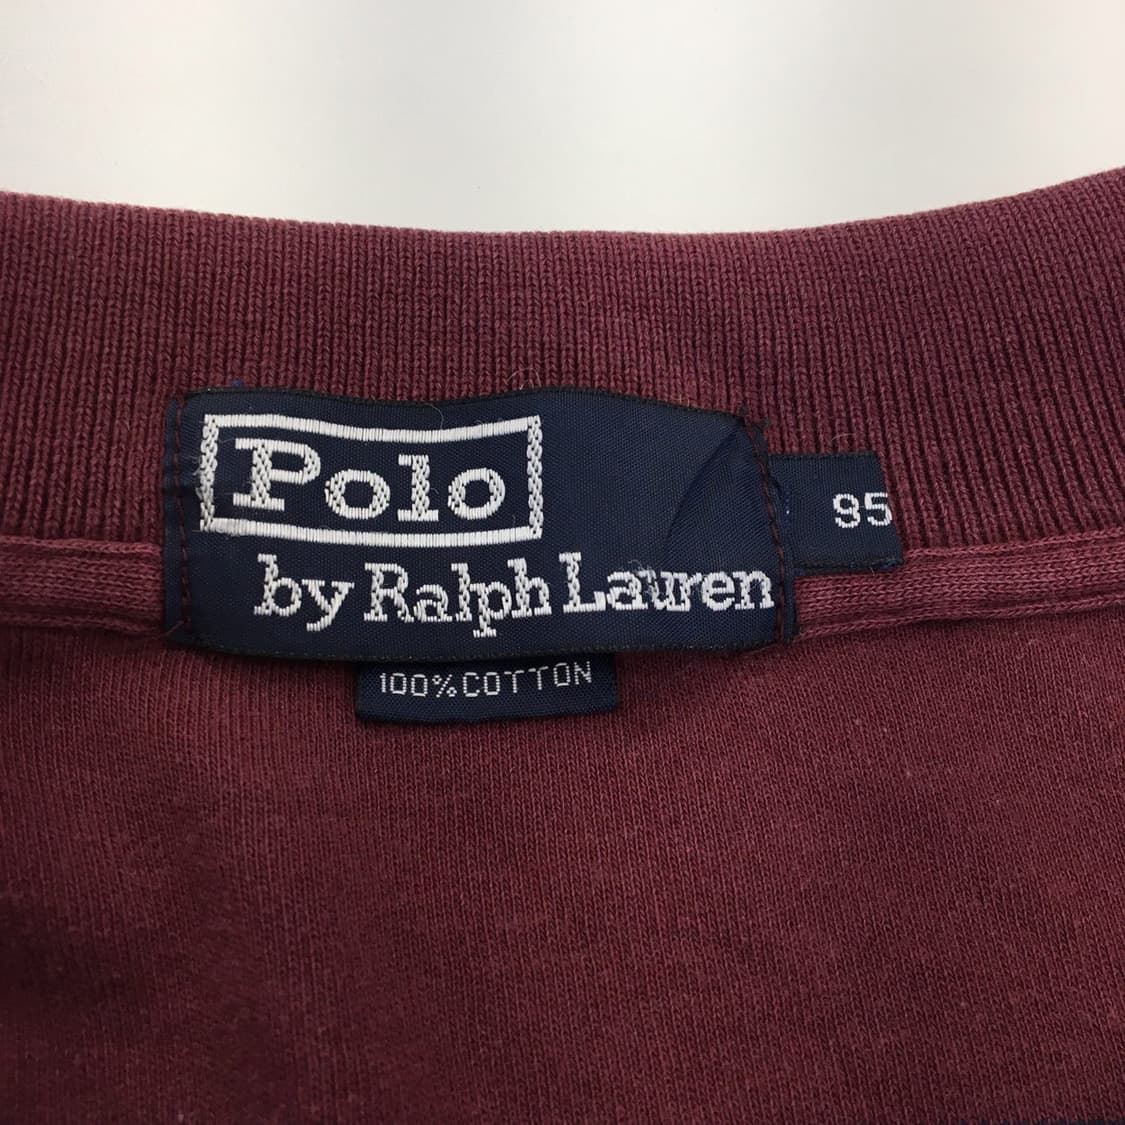 Polo
by Ralph Lauren
95
100% COTTON